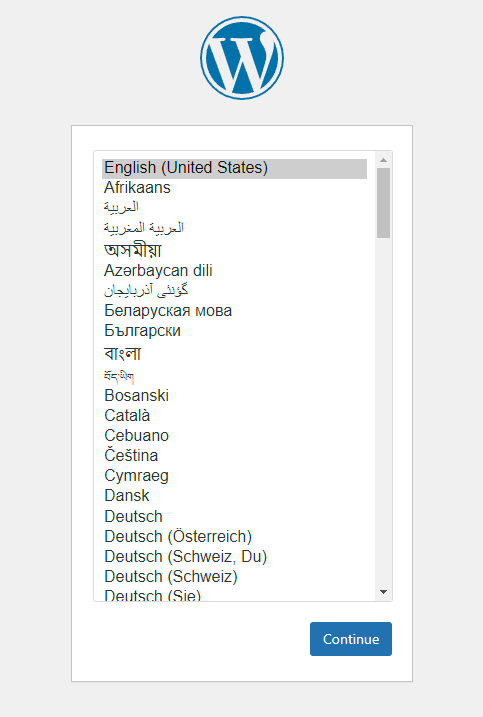 English (United States)
Afrikaans
العربية
العربية المغربية
অসমীয়া
Azərbaycan dili
گؤنئی آذربایجان
Беларуская мова
Български
বাংলা
བོད་ཡིག
Bosanski
Català
Cebuano
Čeština
Cymraeg
Dansk
Deutsch
Deutsch (Österreich)
Deutsch (Schweiz, Du)
Deutsch (Schweiz)
Deutsch (Sie)
Continue